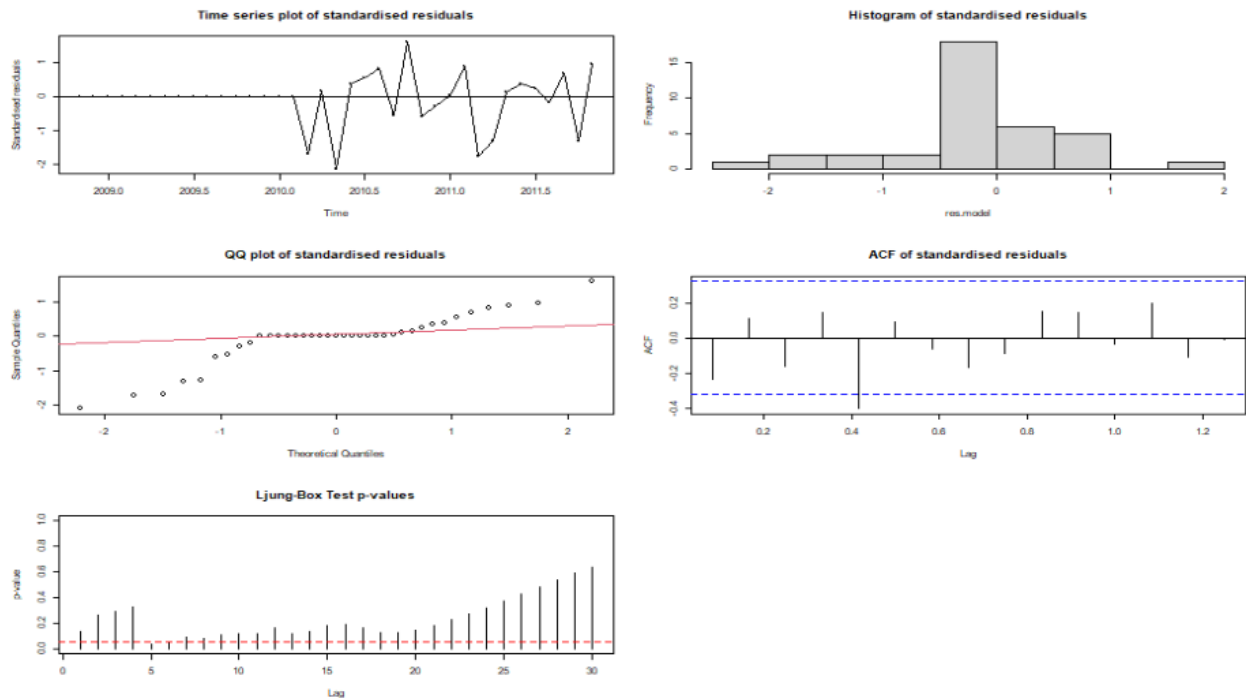 Time series plot of standardised residuals
Standardised residuals
1
0
-1
-2
2009.0 2009.5 2010.0 2010.5 2011.0 2011.5
Time
Histogram of standardised residuals
Frequency
15
10
5
0
-2 -1 0 1 2
res.model
QQ plot of standardised residuals
Sample Quantiles
1
0
-1
-2
-2 -1 0 1 2
Theoretical Quantiles
ACF of standardised residuals
ACF
0.2
0.0
-0.2
-0.4
0.2 0.4 0.6 0.8 1.0 1.2
Lag
Ljung-Box Test p-values
p-value
1.0
0.8
0.6
0.4
0.2
0.0
0 5 10 15 20 25 30
Lag